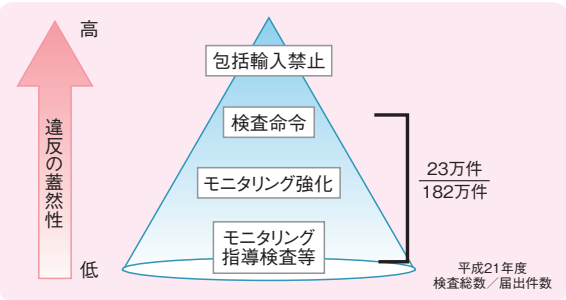 高
違反の蓋然性
低
包括輸入禁止
検査命令
モニタリング強化
モニタリング
指導検査等
23万件
182万件
平成21年度
検査総数／届出件数